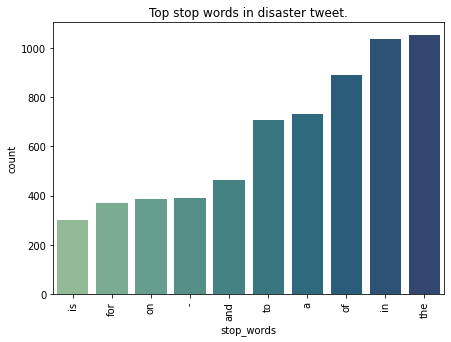 Top stop words in disaster tweet.
count
1000
800
600
400
200
0
is
for
on
-
and
to
a
of
in
the
stop_words